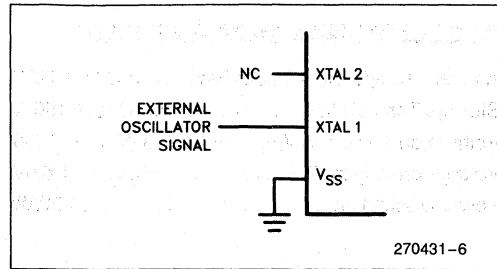 NC XTAL 2
EXTERNAL
OSCILLATOR XTAL 1
SIGNAL
VSS
270431-6